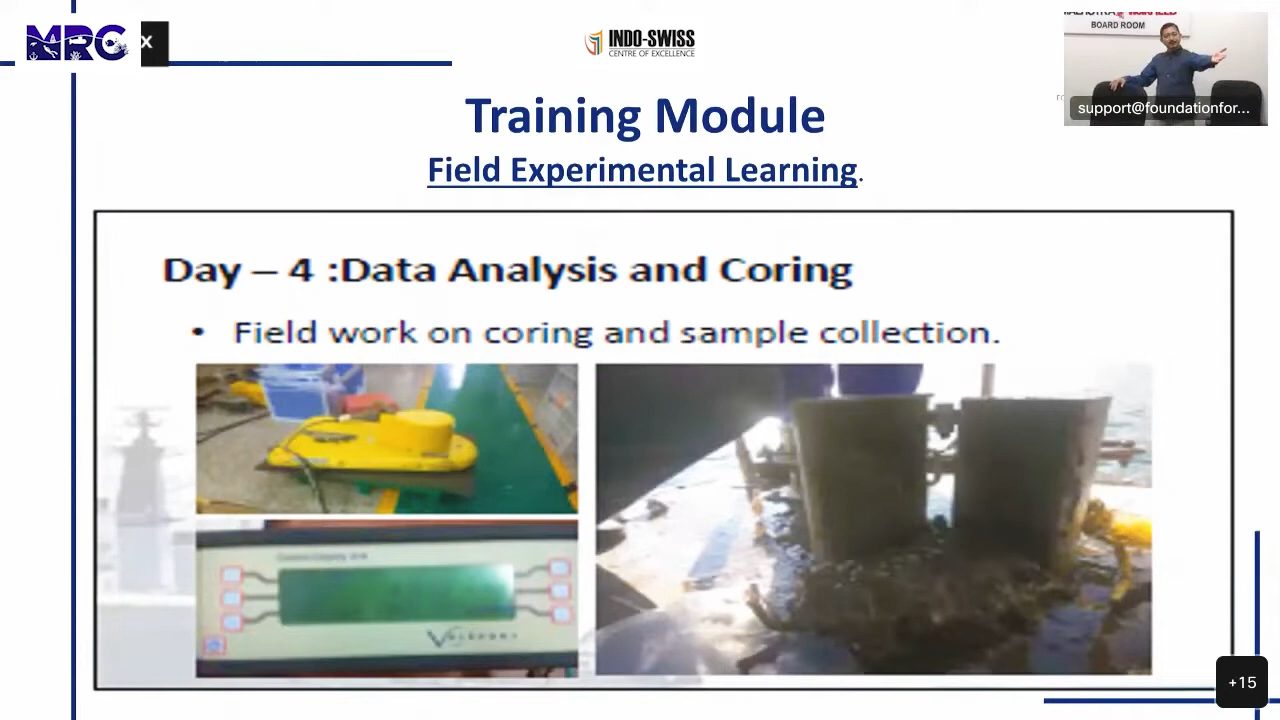 MRC
x
INDO-SWISS
CENTRE OF EXCELLENCE
BOARD ROOM
support@foundationfor...
Training Module
Field Experimental Learning.
Day – 4 :Data Analysis and Coring
• Field work on coring and sample collection.
+15